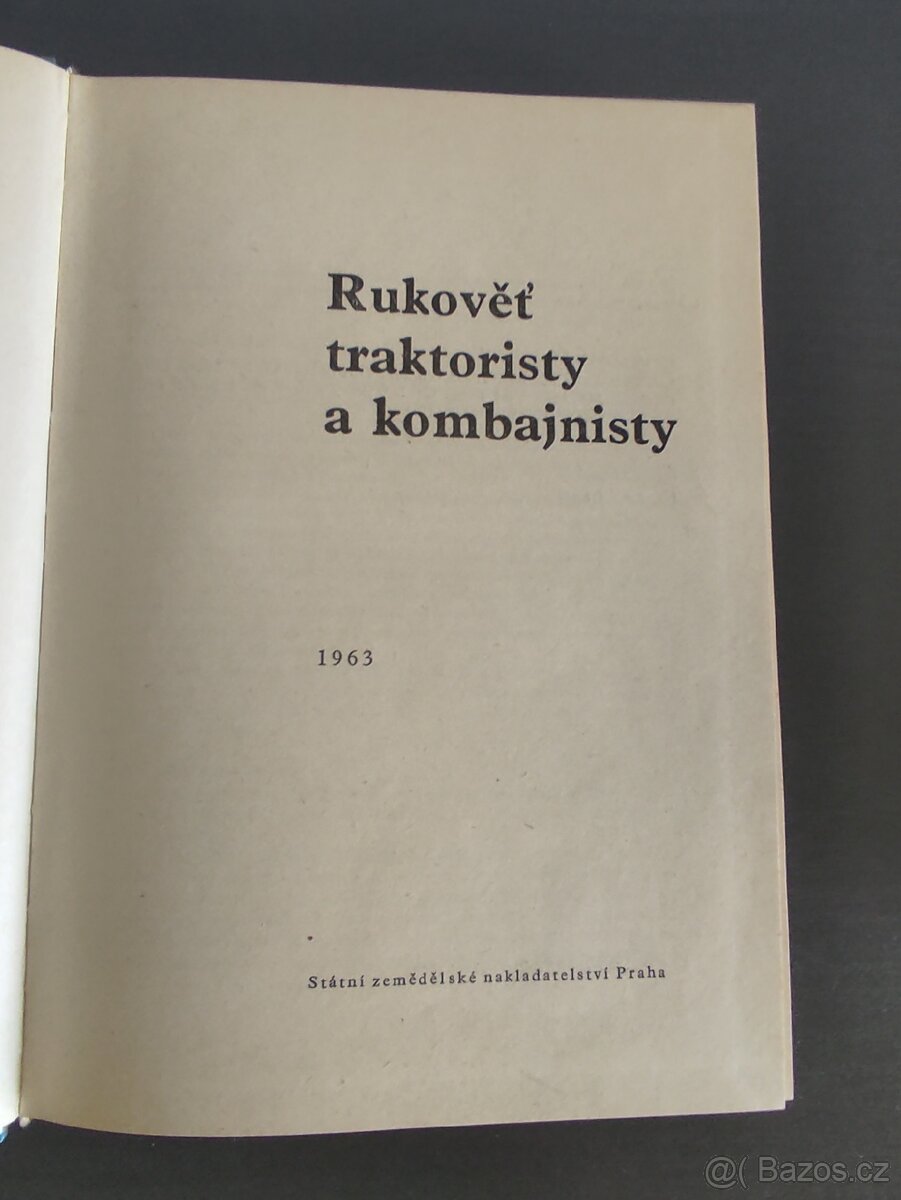 Rukověť
traktoristy
a kombajnisty
1963
Státní zemědělské nakladatelství Praha
@( Bazos.cz